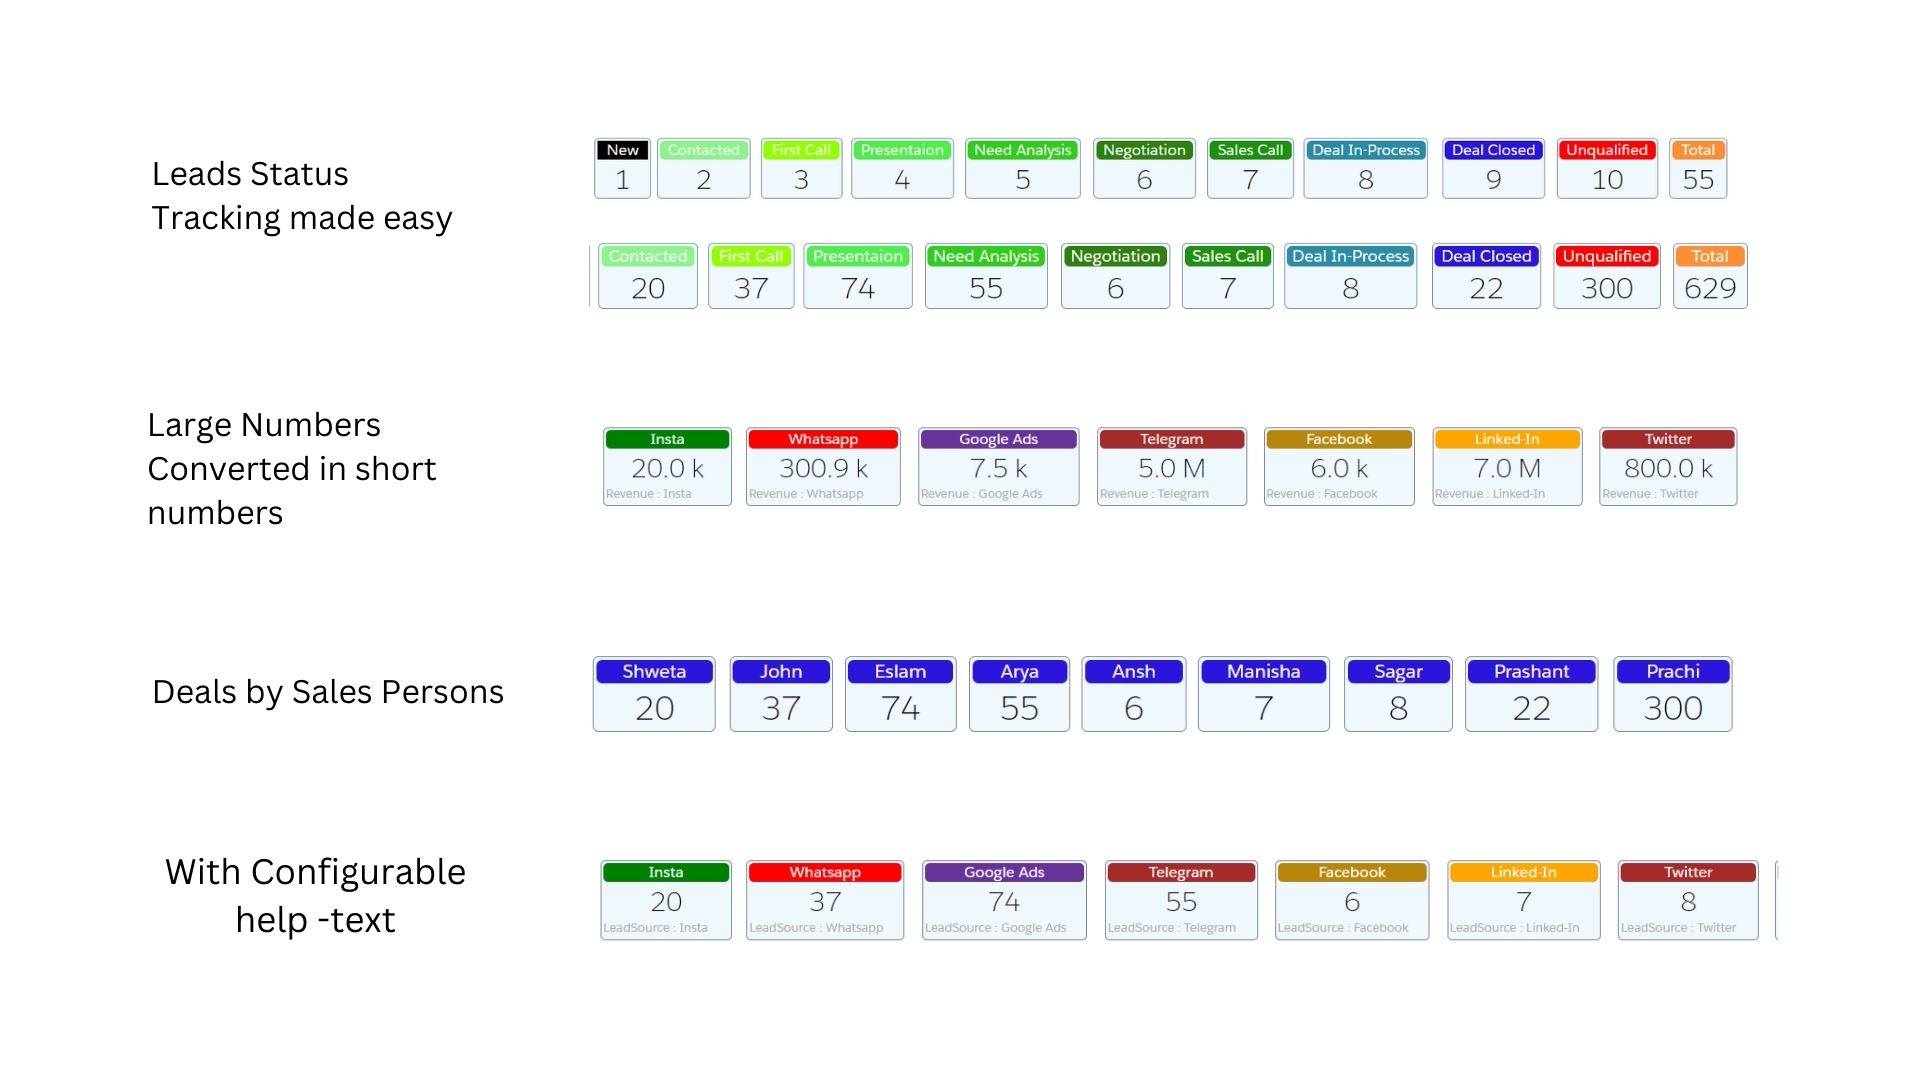 Leads Status
Tracking made easy
New Contacted First Call Presentaion Need Analysis Negotiation Sales Call Deal In-Process Deal Closed Unqualified Total
1 2 3 4 5 6 7 8 9 10 55
Contacted First Call Presentaion Need Analysis Negotiation Sales Call Deal In-Process Deal Closed Unqualified Total
20 37 74 55 6 7 8 22 300 629
Large Numbers
Converted in short
numbers
Insta Whatsapp Google Ads Telegram Facebook Linked-In Twitter
20.0 k 300.9 k 7.5 k 5.0 M 6.0 k 7.0 M 800.0 k
Revenue : Insta Revenue : Whatsapp Revenue : Google Ads Revenue : Telegram Revenue : Facebook Revenue : Linked-In Revenue : Twitter
Deals by Sales Persons
Shweta John Eslam Arya Ansh Manisha Sagar Prashant Prachi
20 37 74 55 6 7 8 22 300
With Configurable
help -text
Insta Whatsapp Google Ads Telegram Facebook Linked-In Twitter
20 37 74 55 6 7 8
LeadSource : Insta LeadSource : Whatsapp LeadSource : Google Ads LeadSource : Telegram LeadSource : Facebook LeadSource : Linked-In LeadSource : Twitter